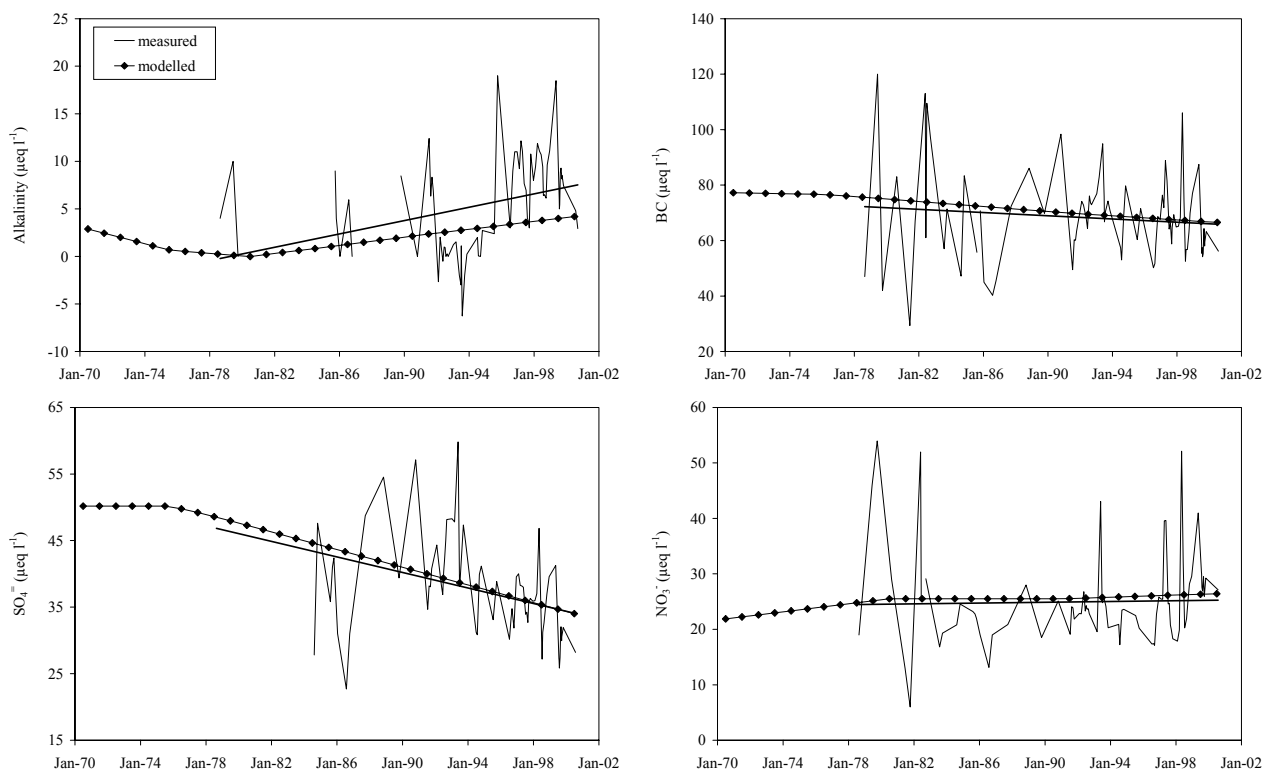 25
20
15
10
5
0
-5
-10
Alkalinity (µeq l⁻¹)
measured
modelled
Jan-70 Jan-74 Jan-78 Jan-82 Jan-86 Jan-90 Jan-94 Jan-98 Jan-02
140
120
100
80
60
40
20
BC (µeq l⁻¹)
Jan-70 Jan-74 Jan-78 Jan-82 Jan-86 Jan-90 Jan-94 Jan-98 Jan-02
65
55
45
35
25
15
SO₄⁼ (µeq l⁻¹)
Jan-70 Jan-74 Jan-78 Jan-82 Jan-86 Jan-90 Jan-94 Jan-98 Jan-02
60
50
40
30
20
10
0
NO₃⁻ (µeq l⁻¹)
Jan-70 Jan-74 Jan-78 Jan-82 Jan-86 Jan-90 Jan-94 Jan-98 Jan-02